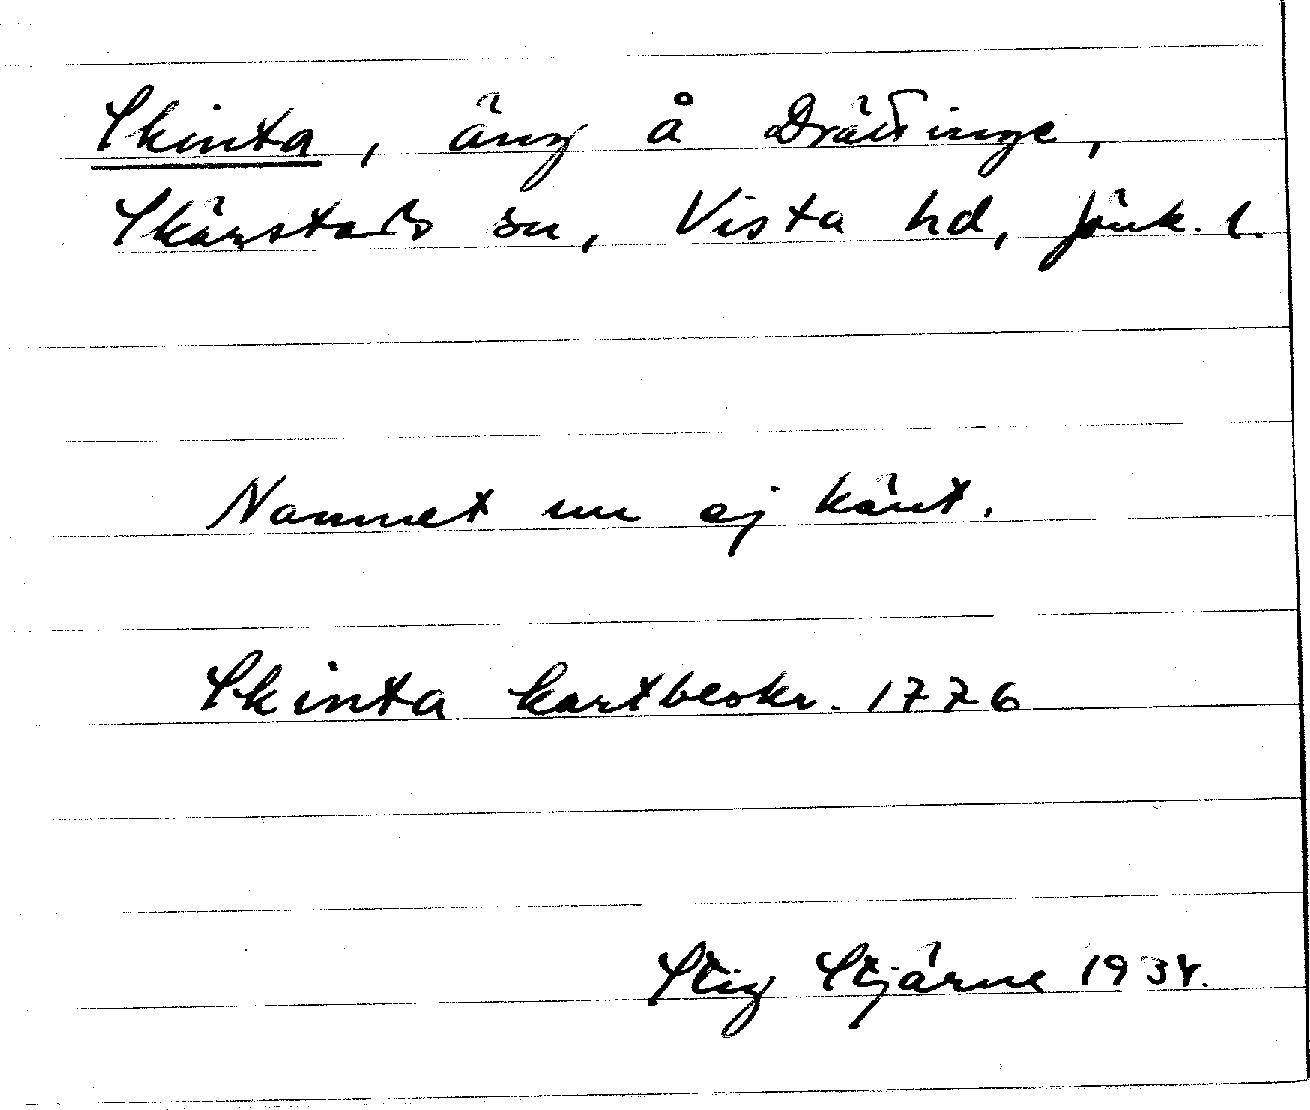 Skinta, äng å Drättinge,
Skärstads sn, Vista hd, Jönk. l.
Namnet nu ej känt.
Skinta kartbeskr. 1776
Stig Stjärne 1934.